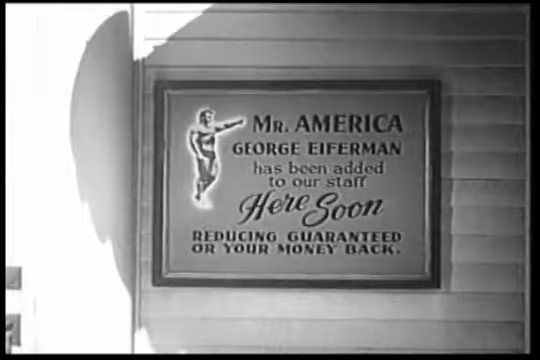 MR. AMERICA
GEORGE EIFERMAN
has been added
to our staff
Here Soon
REDUCING GUARANTEED
OR YOUR MONEY BACK.